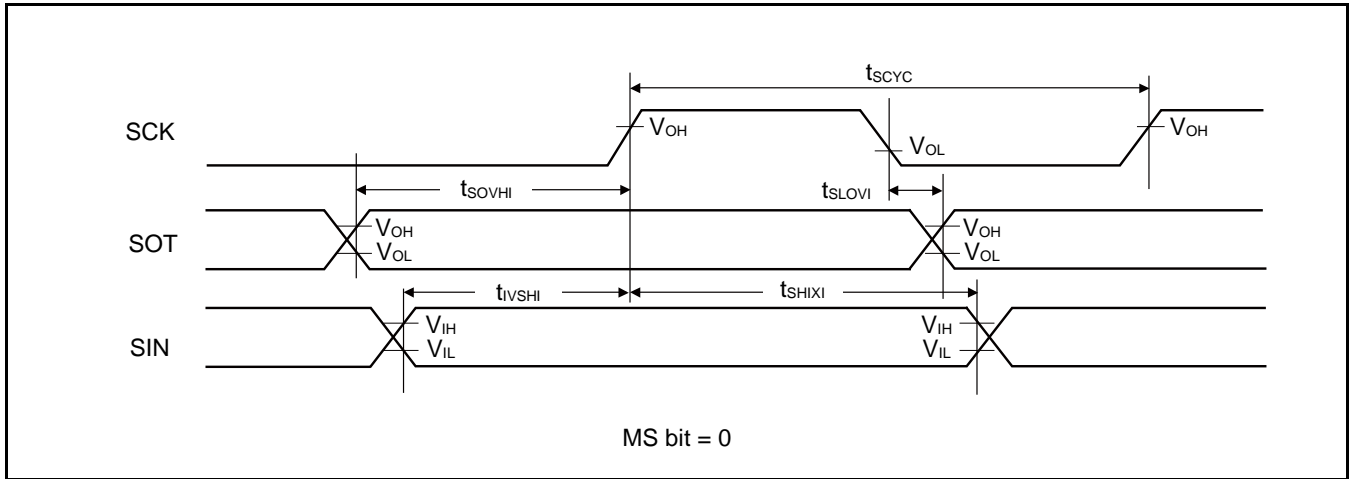 tSCYC
SCK
VOH
VOL
VOH
tSOVHI
tSLOVI
SOT
VOH
VOL
VOH
VOL
tIVSHI
tSHIXI
SIN
VIH
VIL
VIH
VIL
MS bit = 0